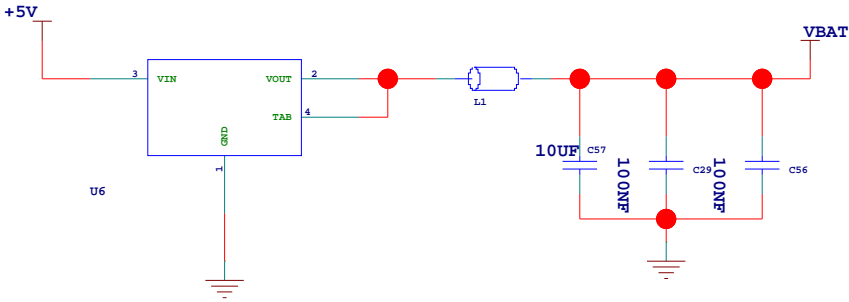 +5V
VBAT
3
VIN
VOUT
2
TAB
4
GND
1
U6
L1
10UF
C57
100NF
C29
100NF
C56